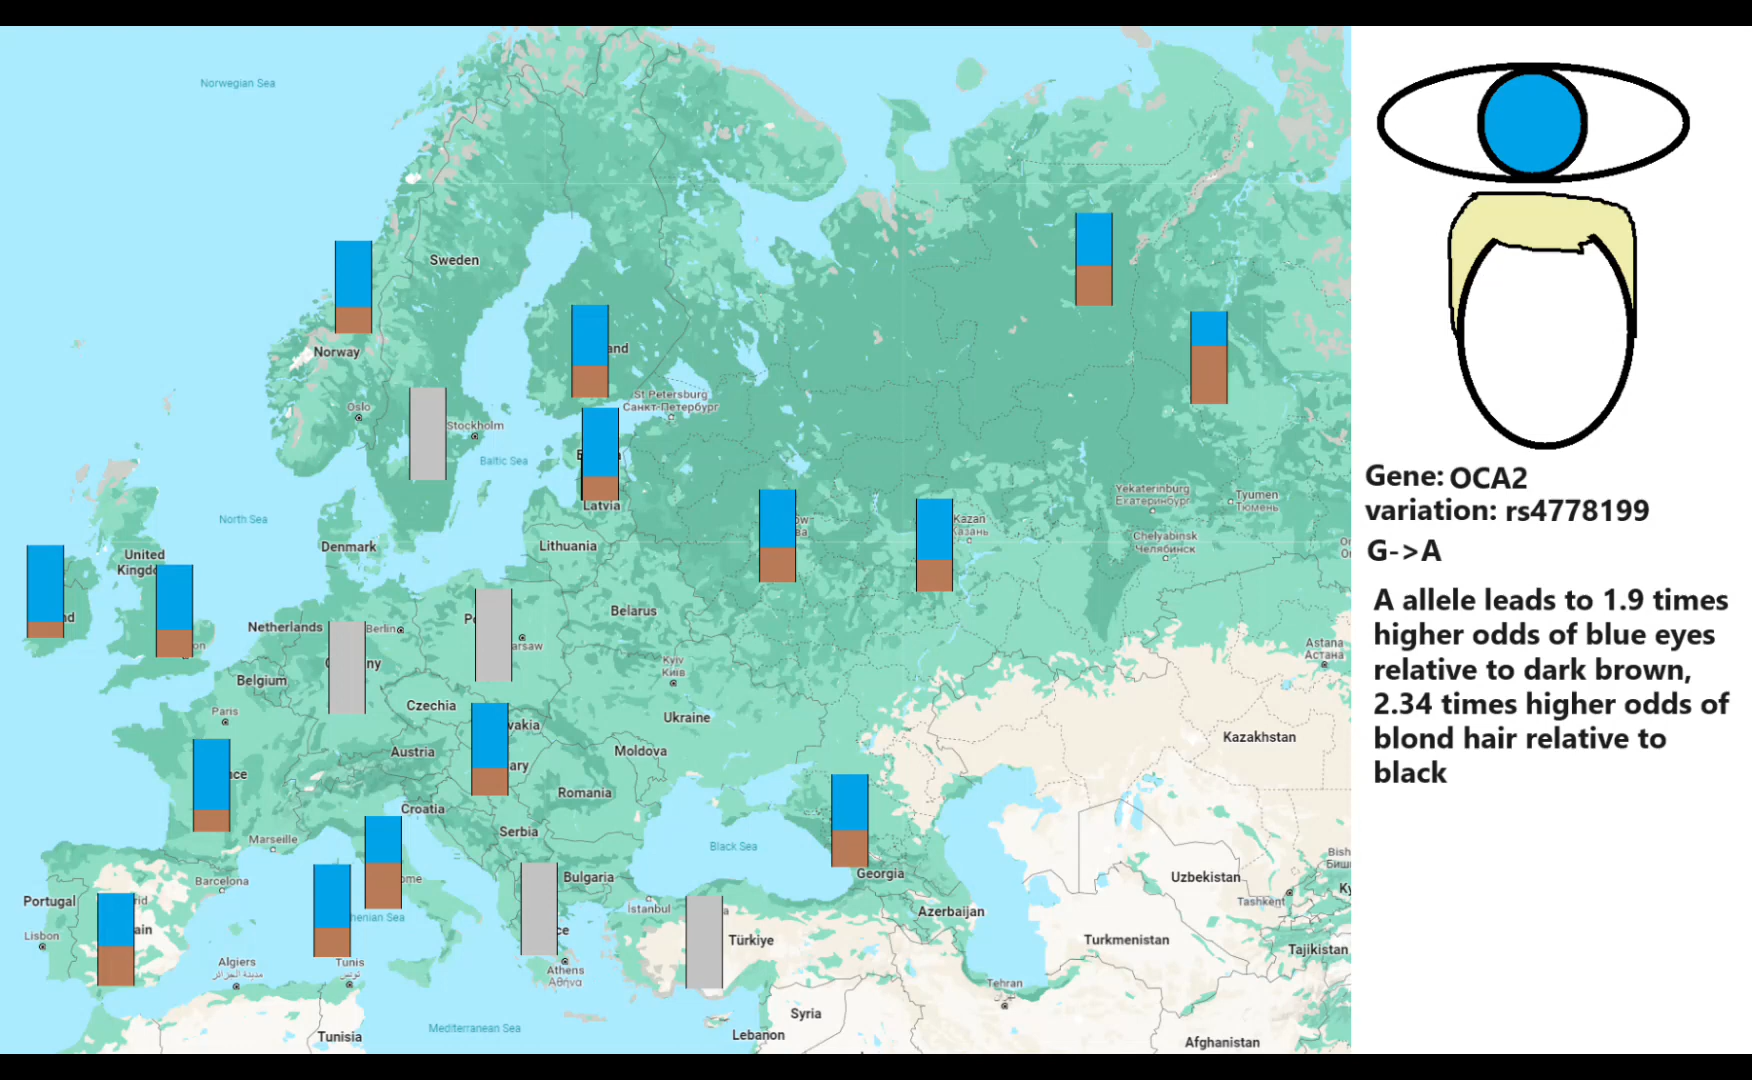 Norwegian Sea
Sweden
Norway
Oslo
Stockholm
Baltic Sea
St Petersburg
Санкт-Петербург
Latvia
Lithuania
North Sea
Denmark
United
Netherlands
Berlin
Belgium
Paris
Belarus
Kyiv
Київ
Czechia
Ukraine
Austria
Moldova
Romania
Croatia
Serbia
Marseille
Bulgaria
Black Sea
Georgia
Barcelona
Portugal
Lisbon
Algiers
مدينة الجزائر
Tunis
تونس
İstanbul
Türkiye
Athens
Αθήνα
Azerbaijan
Tunisia
Mediterranean Sea
Syria
Lebanon
Tehran
Afghanistan
Turkmenistan
Tajikistan
Tashkent
Uzbekistan
Kazakhstan
Astana
Астана
Kazan
Казань
Yekaterinburg
Екатеринбург
Tyumen
Тюмень
Chelyabinsk
Челябинск
Gene: OCA2
variation: rs4778199
G->A
A allele leads to 1.9 times
higher odds of blue eyes
relative to dark brown,
2.34 times higher odds of
blond hair relative to
black